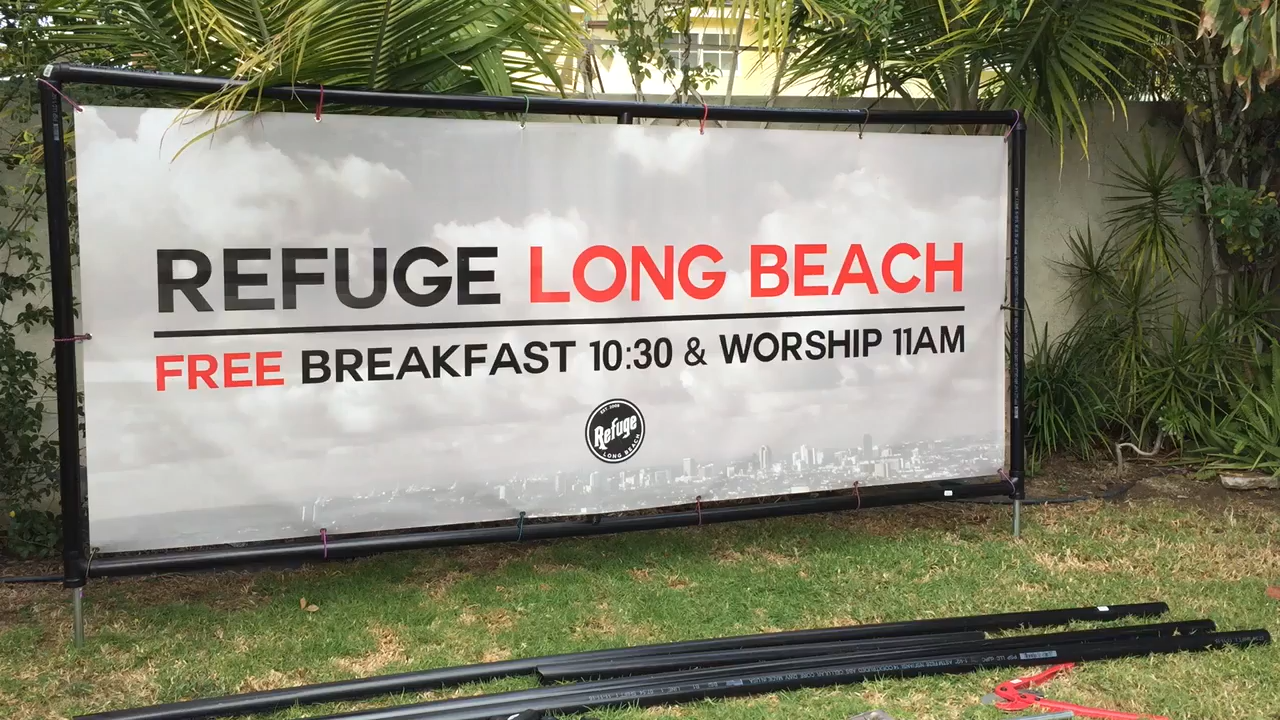 REFUGE LONG BEACH
FREE BREAKFAST 10:30 & WORSHIP 11AM
Refuge
LONG BEACH